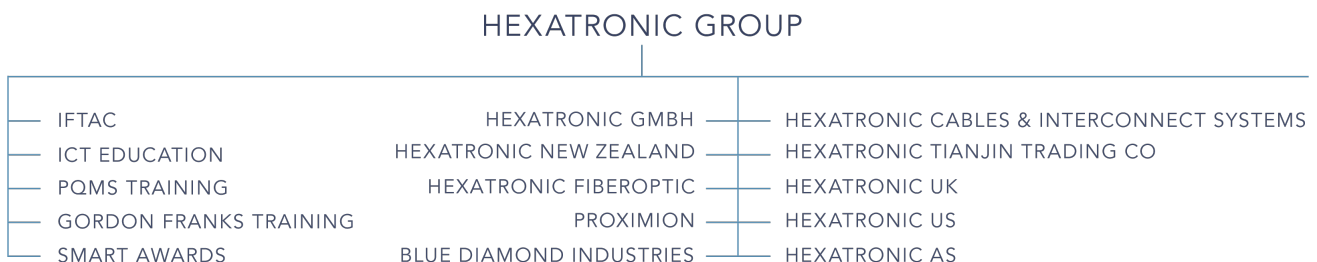 HEXATRONIC GROUP
IFTAC
ICT EDUCATION
PQMS TRAINING
GORDON FRANKS TRAINING
SMART AWARDS
HEXATRONIC GMBH
HEXATRONIC NEW ZEALAND
HEXATRONIC FIBEROPTIC
PROXIMION
BLUE DIAMOND INDUSTRIES
HEXATRONIC CABLES & INTERCONNECT SYSTEMS
HEXATRONIC TIANJIN TRADING CO
HEXATRONIC UK
HEXATRONIC US
HEXATRONIC AS